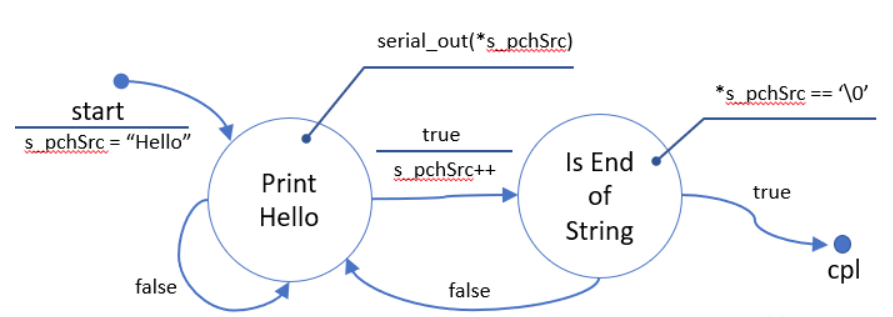 serial_out(*s_pchSrc)
*s_pchSrc == ‘\0’
start
s_pchSrc = “Hello”
true
s_pchSrc++
Print
Hello
Is End
of
String
true
cpl
false
false